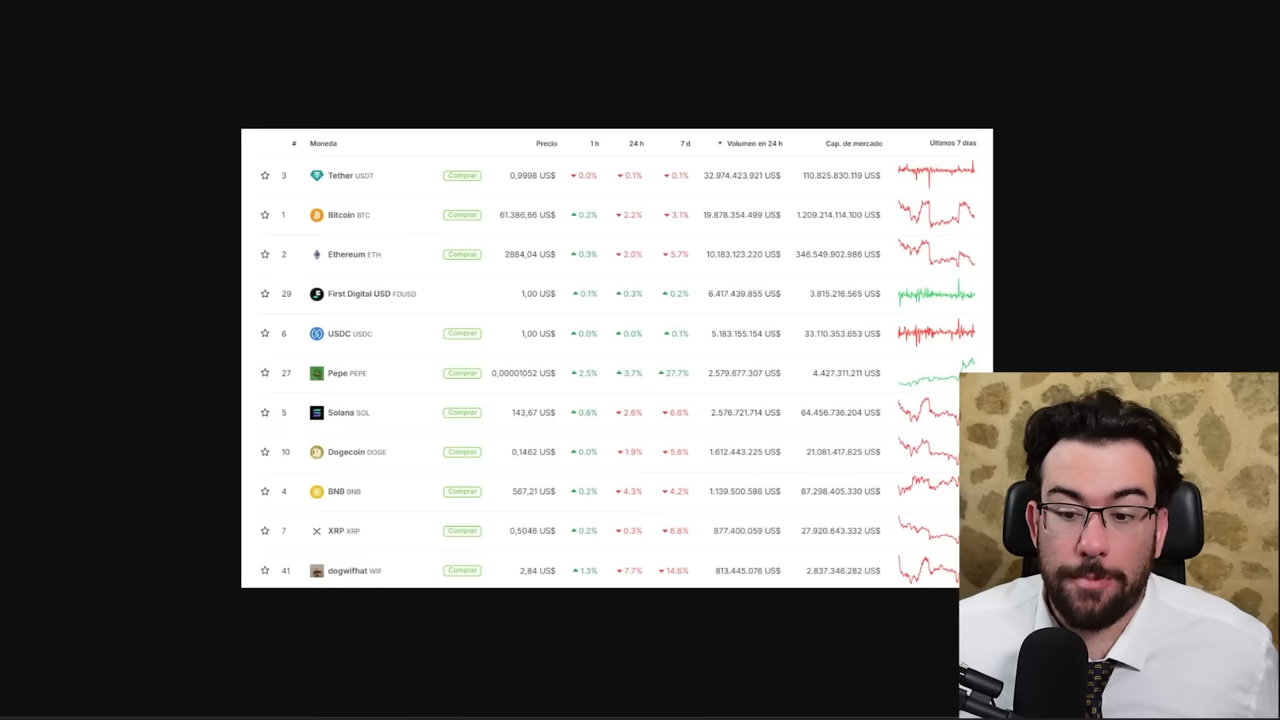 # Moneda Precio 1 h 24 h 7 d ▼ Volumen en 24 h Cap. de mercado Últimos 7 días
3 Tether USDT Comprar 0,9998 US$ 0.0% 0.1% 0.1% 32.974.423.921 US$ 110.825.830.119 US$
1 Bitcoin BTC Comprar 61.386,66 US$ 0.2% 2.2% 3.1% 19.878.354.499 US$ 1.209.214.114.100 US$
2 Ethereum ETH Comprar 2884,04 US$ 0.3% 2.0% 5.7% 10.183.123.220 US$ 346.549.902.986 US$
29 First Digital USD FDUSD Comprar 1,00 US$ 0.1% 0.3% 0.2% 6.417.439.855 US$ 3.815.216.565 US$
6 USDC USDC Comprar 1,00 US$ 0.0% 0.0% 0.1% 5.183.155.154 US$ 33.110.353.653 US$
27 Pepe PEPE Comprar 0,00001052 US$ 2.5% 3.7% 27.7% 2.579.677.307 US$ 4.427.311.211 US$
5 Solana SOL Comprar 143,67 US$ 0.6% 2.6% 6.6% 2.576.721.714 US$ 64.456.736.204 US$
10 Dogecoin DOGE Comprar 0,1462 US$ 0.0% 1.9% 5.6% 1.612.443.225 US$ 21.081.417.825 US$
4 BNB BNB Comprar 567,21 US$ 0.2% 4.3% 4.2% 1.139.500.586 US$ 87.298.405.330 US$
7 XRP XRP Comprar 0,5046 US$ 0.2% 0.3% 6.8% 877.400.059 US$ 27.920.643.332 US$
41 dogwifhat WIF Comprar 2,84 US$ 1.3% 7.7% 14.6% 813.445.076 US$ 2.837.346.282 US$